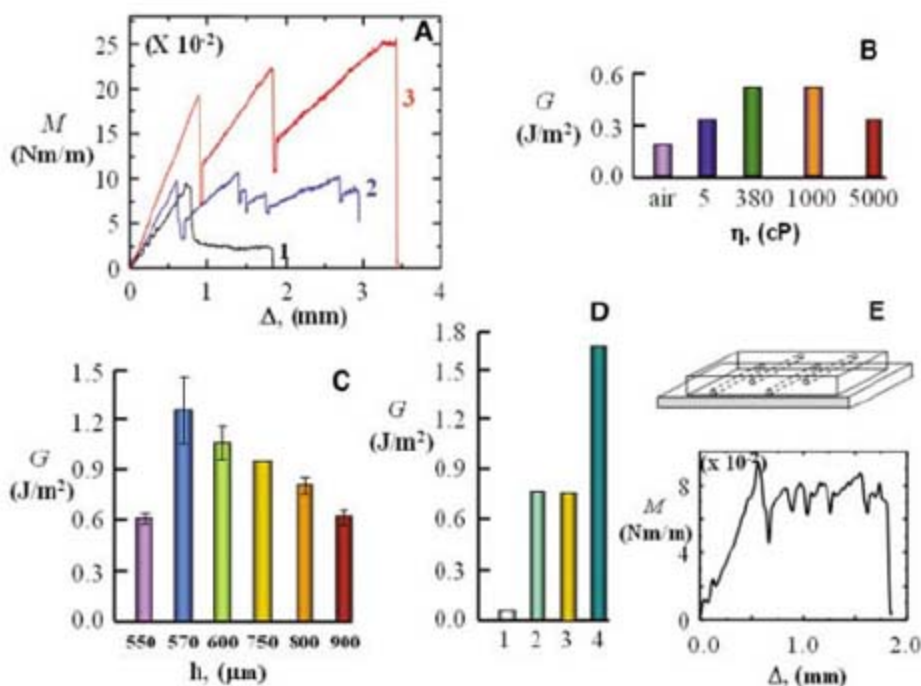 A
(X 10⁻²)
25
20
15
10
5
0
M
(Nm/m)
3
2
1
0 1 2 3 4
Δ, (mm)
B
0.6
0.3
0.0
G
(J/m²)
air 5 380 1000 5000
η, (cP)
C
1.5
1.2
0.9
0.6
0.3
0.0
G
(J/m²)
550 570 600 750 800 900
h, (μm)
D
1.8
1.5
1.2
0.9
0.6
0.3
0.0
G
(J/m²)
1 2 3 4
E
8
4
0
M
(Nm/m)
0.0 1.0 2.0
Δ, (mm)